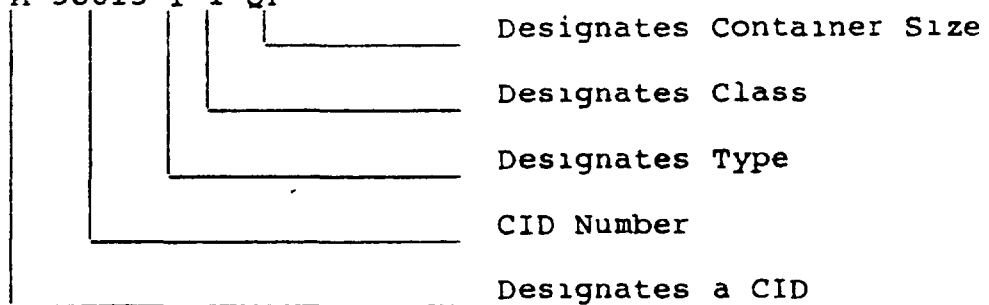 Designates Container Size
Designates Class
Designates Type
CID Number
Designates a CID